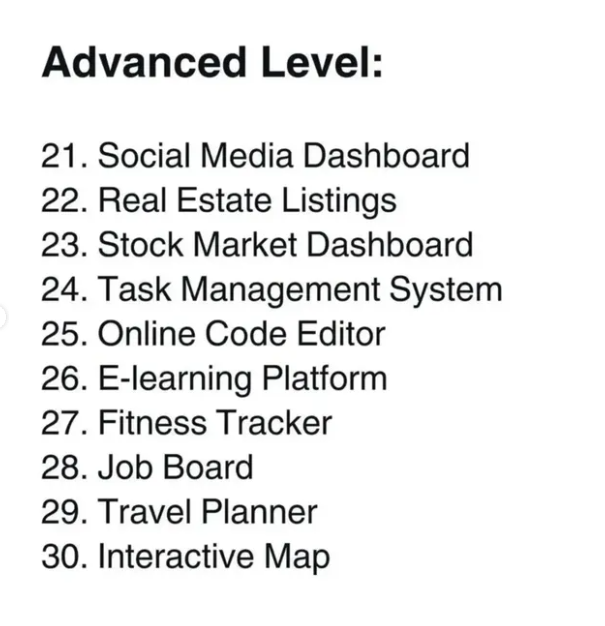 Advanced Level:
21. Social Media Dashboard
22. Real Estate Listings
23. Stock Market Dashboard
24. Task Management System
25. Online Code Editor
26. E-learning Platform
27. Fitness Tracker
28. Job Board
29. Travel Planner
30. Interactive Map